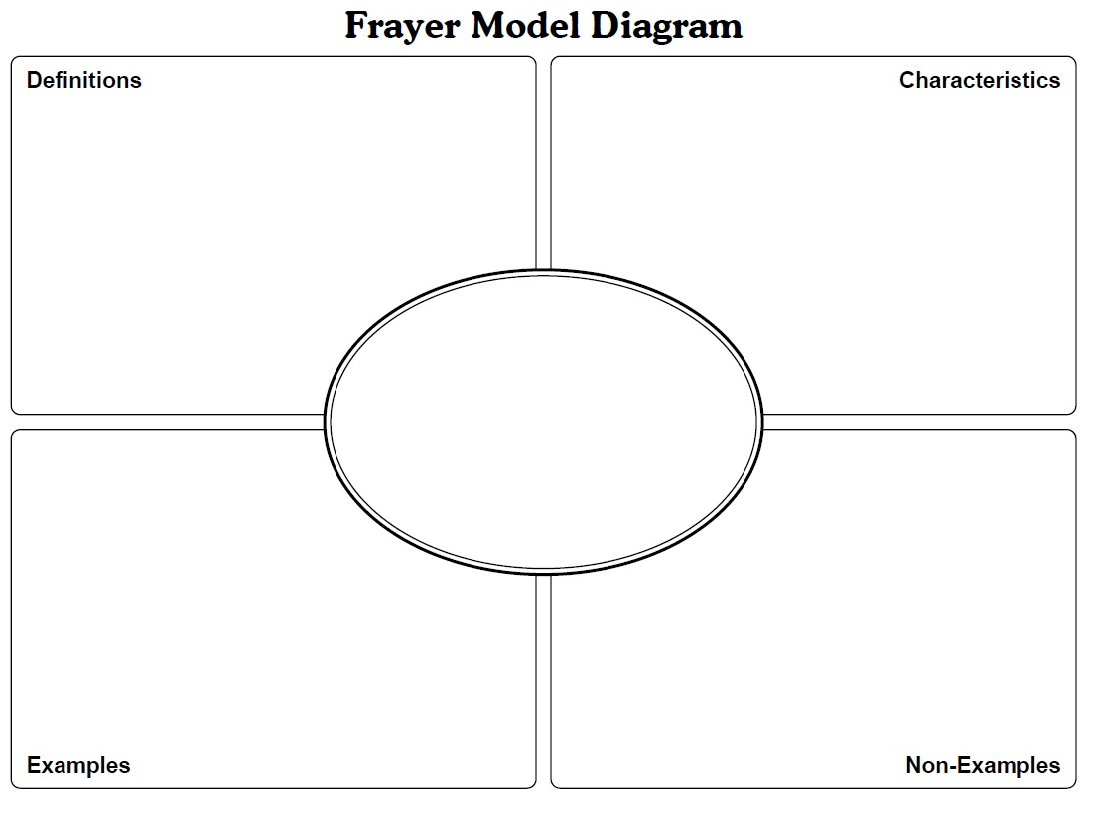 Frayer Model Diagram
Definitions
Characteristics
Examples
Non-Examples